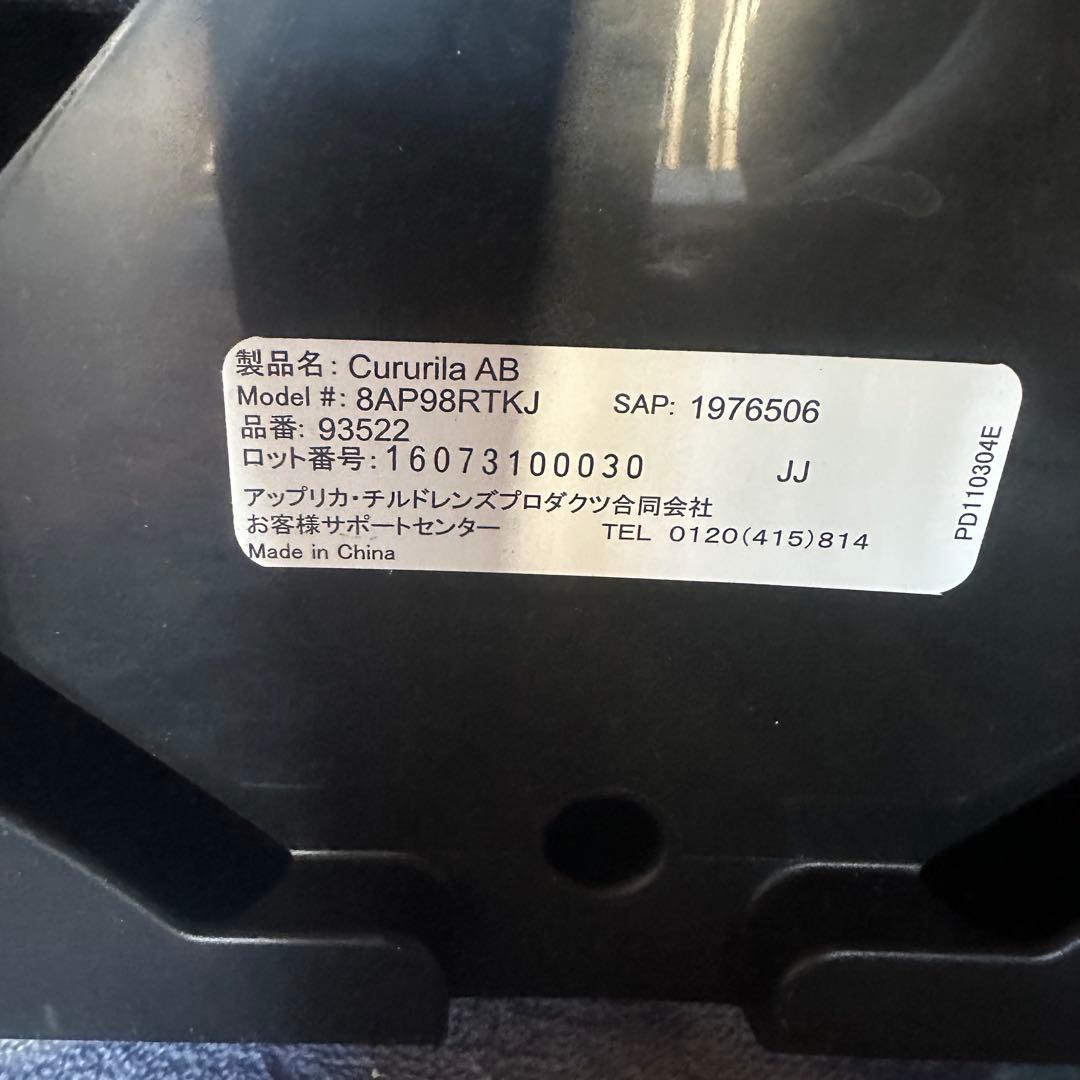 製品名: Cururila AB
Model #: 8AP98RTKJ SAP: 1976506
品番: 93522
ロット番号: 16073100030 JJ
アップリカ・チルドレンズプロダクツ合同会社
お客様サポートセンター TEL 0120(415)814
Made in China
PD110304E